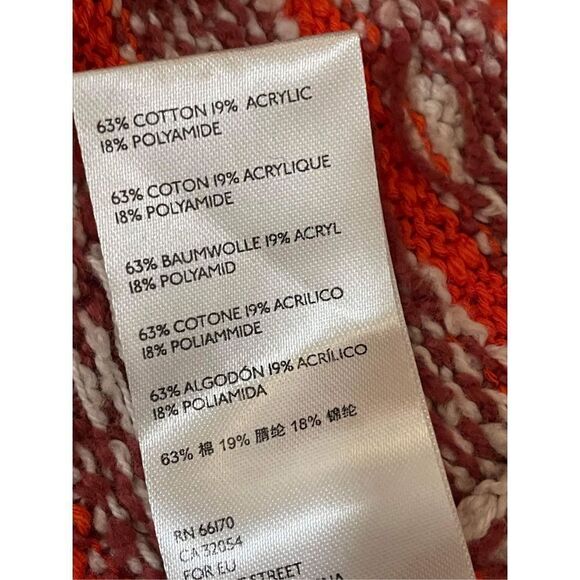 63% COTTON 19% ACRYLIC
18% POLYAMIDE
63% COTON 19% ACRYLIQUE
18% POLYAMIDE
63% BAUMWOLLE 19% ACRYL
18% POLYAMID
63% COTONE 19% ACRILICO
18% POLIAMMIDE
63% ALGODÓN 19% ACRÍLICO
18% POLIAMIDA
63% 棉 19% 腈纶 18% 锦纶
RN 66170
CA 32054
FOR EU
STREET